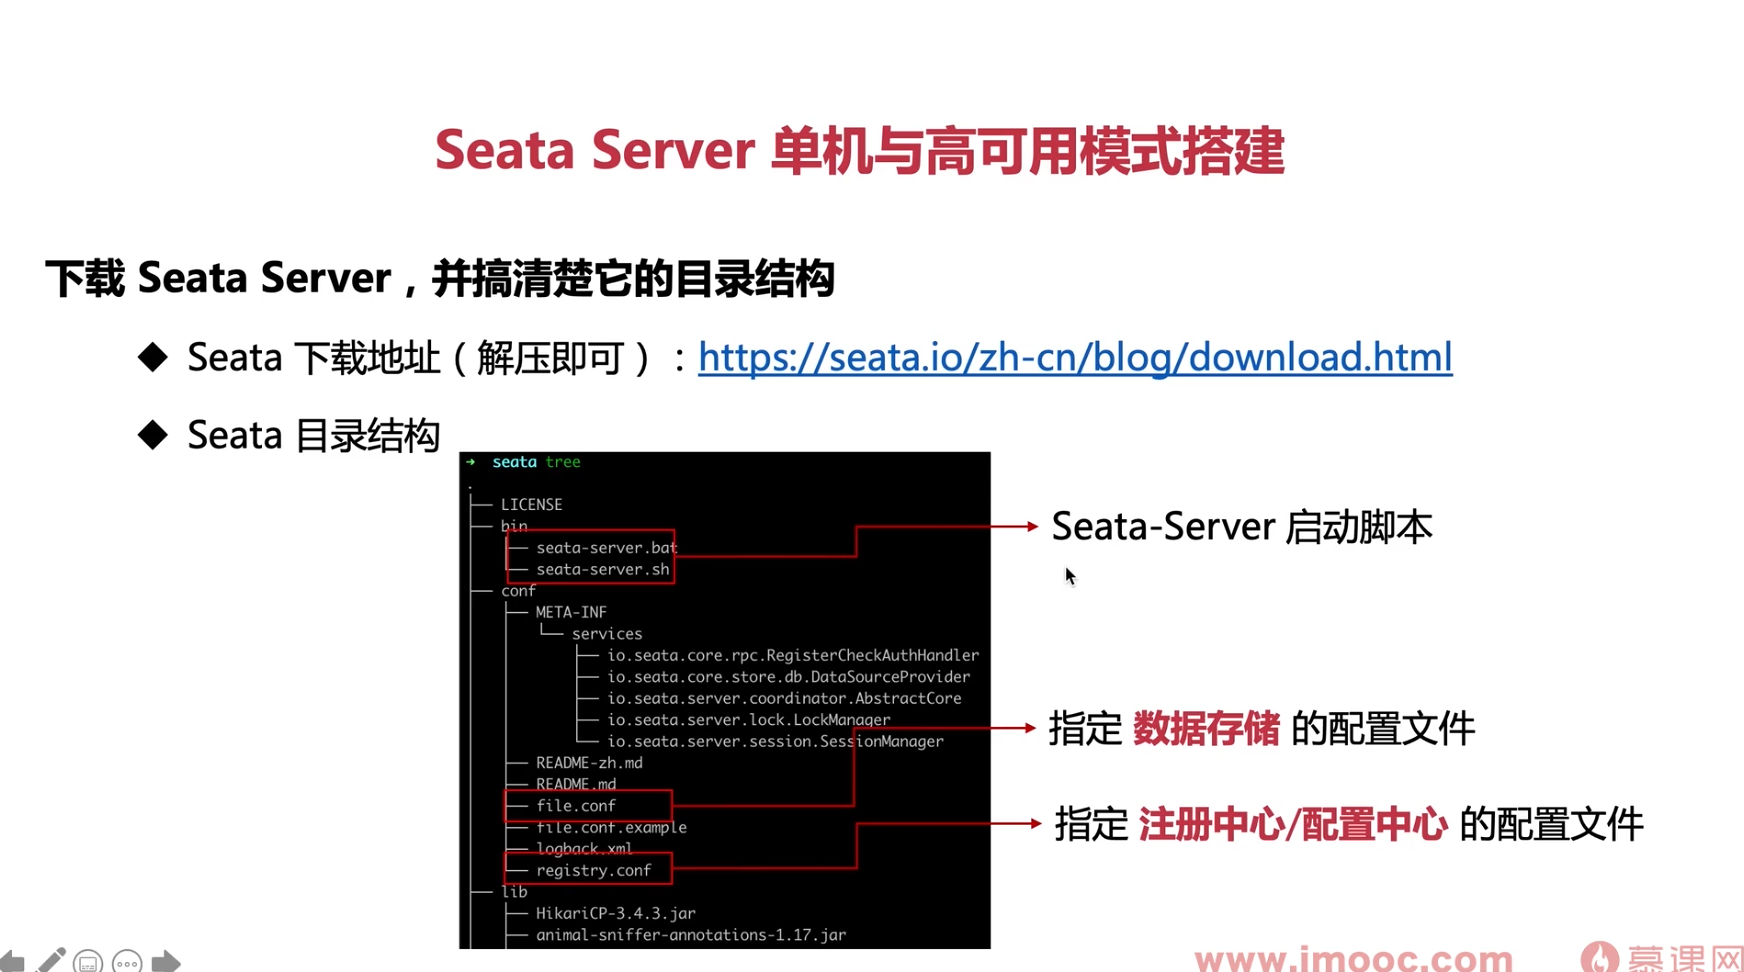 Seata Server 单机与高可用模式搭建
下载 Seata Server，并搞清楚它的目录结构
◆ Seata 下载地址（解压即可）：https://seata.io/zh-cn/blog/download.html
◆ Seata 目录结构
➜ seata tree
.
├── LICENSE
├── bin
│   ├── seata-server.bat
│   └── seata-server.sh
Seata-Server 启动脚本
├── conf
│   ├── META-INF
│   │   └── services
│   │       ├── io.seata.core.rpc.RegisterCheckAuthHandler
│   │       ├── io.seata.core.store.db.DataSourceProvider
│   │       ├── io.seata.server.coordinator.AbstractCore
│   │       ├── io.seata.server.lock.LockManager
│   │       └── io.seata.server.session.SessionManager
指定 数据存储 的配置文件
│   ├── README-zh.md
│   ├── README.md
│   ├── file.conf
│   ├── file.conf.example
│   ├── logback.xml
│   └── registry.conf
指定 注册中心/配置中心 的配置文件
├── lib
│   ├── HikariCP-3.4.3.jar
│   ├── animal-sniffer-annotations-1.17.jar
www.imooc.com
慕课网